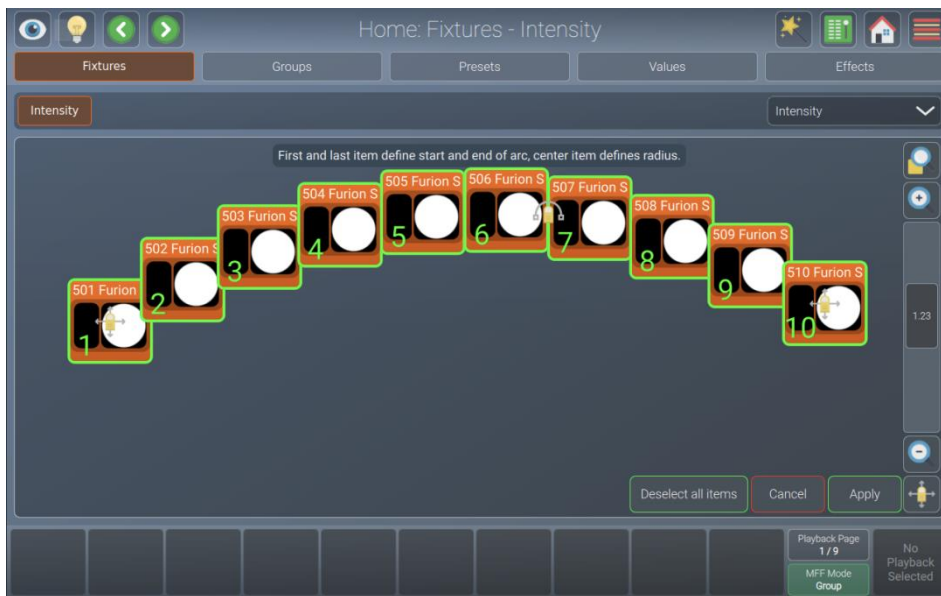 Home: Fixtures - Intensity
Fixtures
Groups
Presets
Values
Effects
Intensity
Intensity
First and last item define start and end of arc, center item defines radius.
501 Furion
1
502 Furion S
2
503 Furion S
3
504 Furion S
4
505 Furion S
5
506 Furion S
6
507 Furion S
7
508 Furion S
8
509 Furion S
9
510 Furion S
10
1.23
Deselect all items
Cancel
Apply
Playback Page
1 / 9
MFF Mode
Group
No
Playback
Selected